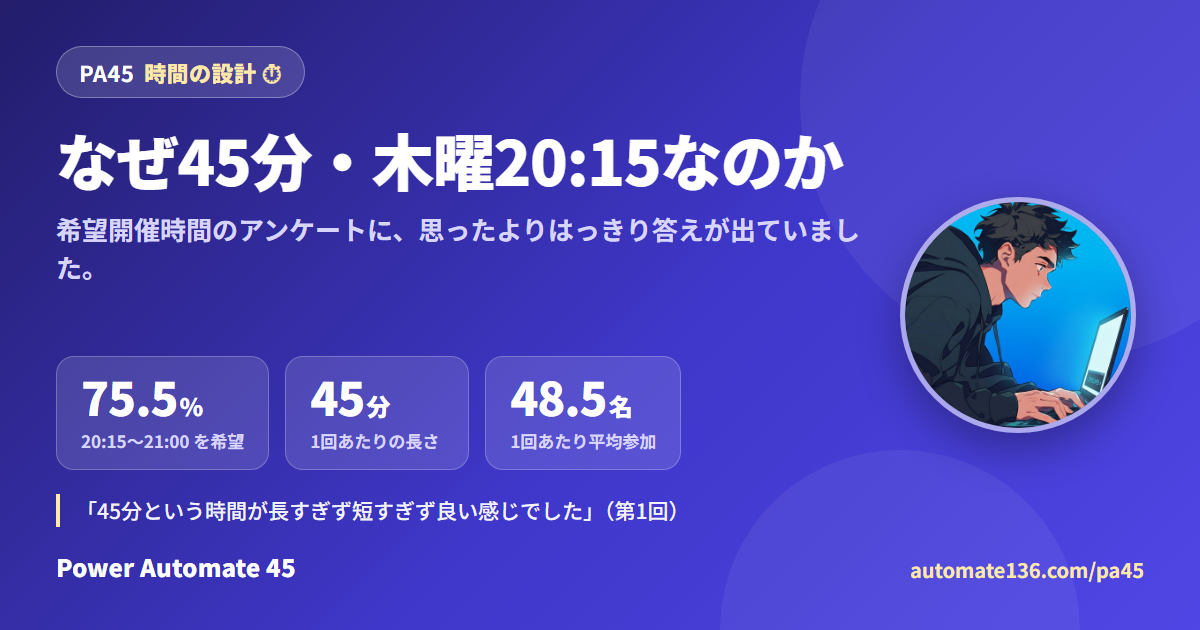 PA45 時間の設計 ⏱
なぜ45分・木曜20:15なのか
希望開催時間のアンケートに、思ったよりはっきり答えが出ていまし
た。
75.5%
20:15〜21:00 を希望
45分
1回あたりの長さ
48.5名
1回あたり平均参加
「45分という時間が長すぎず短すぎず良い感じでした」（第1回）
Power Automate 45
automate136.com/pa45